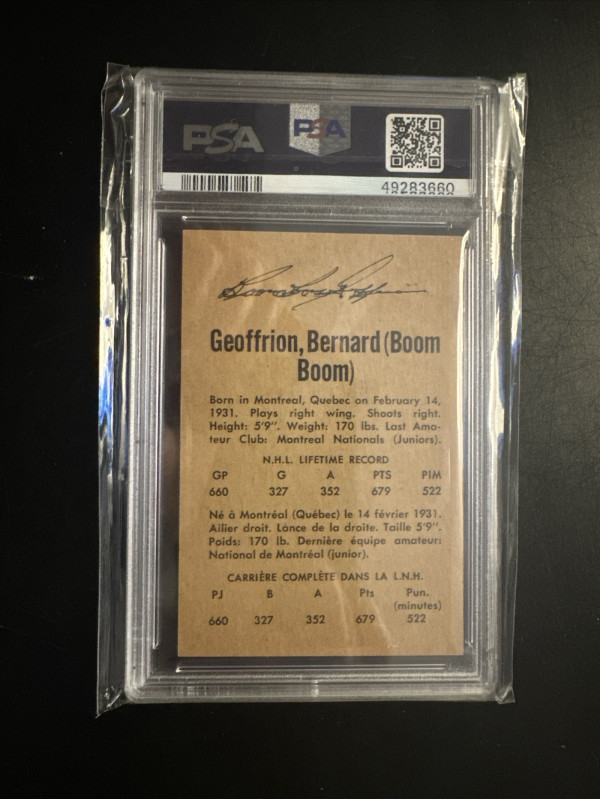 PSA
PSA
49283660
Boom Boom Geoffrion
Geoffrion, Bernard (Boom
Boom)
Born in Montreal, Quebec on February 14,
1931. Plays right wing. Shoots right.
Height: 5'9". Weight: 170 lbs. Last Ama-
teur Club: Montreal Nationals (Juniors).
N.H.L. LIFETIME RECORD
GP G A PTS PIM
660 327 352 679 522
Né à Montréal (Québec) le 14 février 1931.
Ailier droit. Lance de la droite. Taille 5'9".
Poids: 170 lb. Dernière équipe amateur:
National de Montréal (junior).
CARRIÈRE COMPLÈTE DANS LA L.N.H.
PJ B A Pts Pun.
(minutes)
660 327 352 679 522